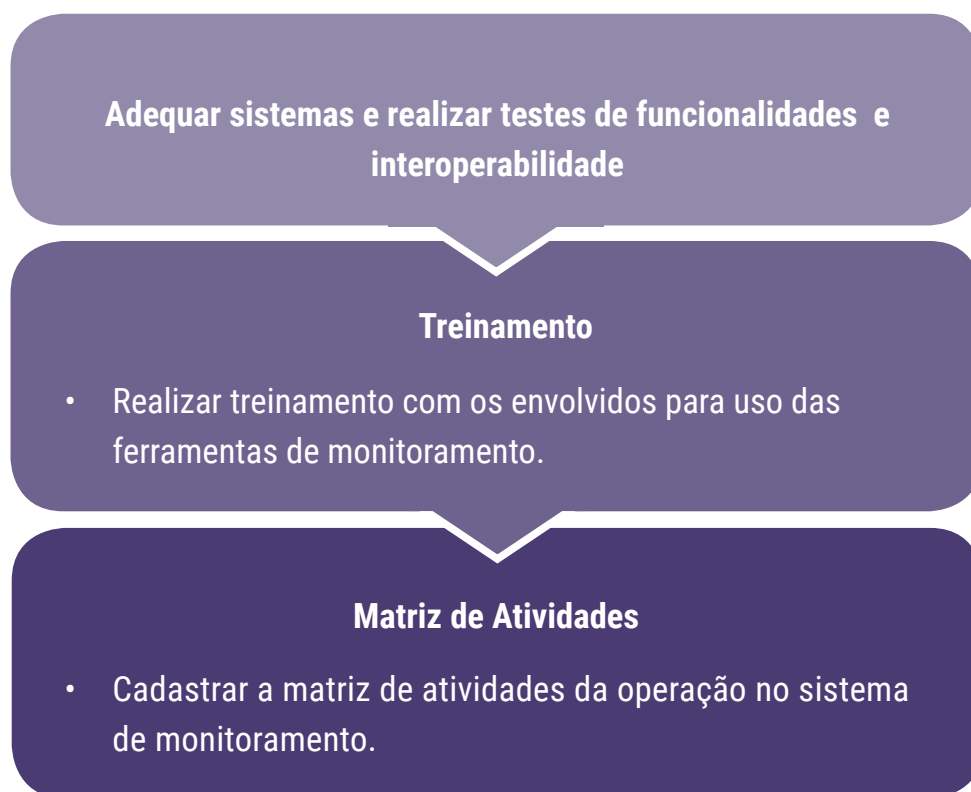 Adequar sistemas e realizar testes de funcionalidades e
interoperabilidade
Treinamento
• Realizar treinamento com os envolvidos para uso das
ferramentas de monitoramento.
Matriz de Atividades
• Cadastrar a matriz de atividades da operação no sistema
de monitoramento.